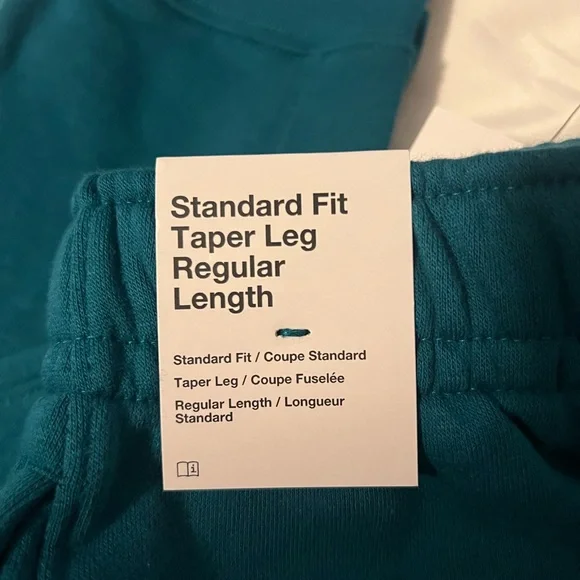 Standard Fit
Taper Leg
Regular
Length
Standard Fit / Coupe Standard
Taper Leg / Coupe Fuselée
Regular Length / Longueur
Standard
i